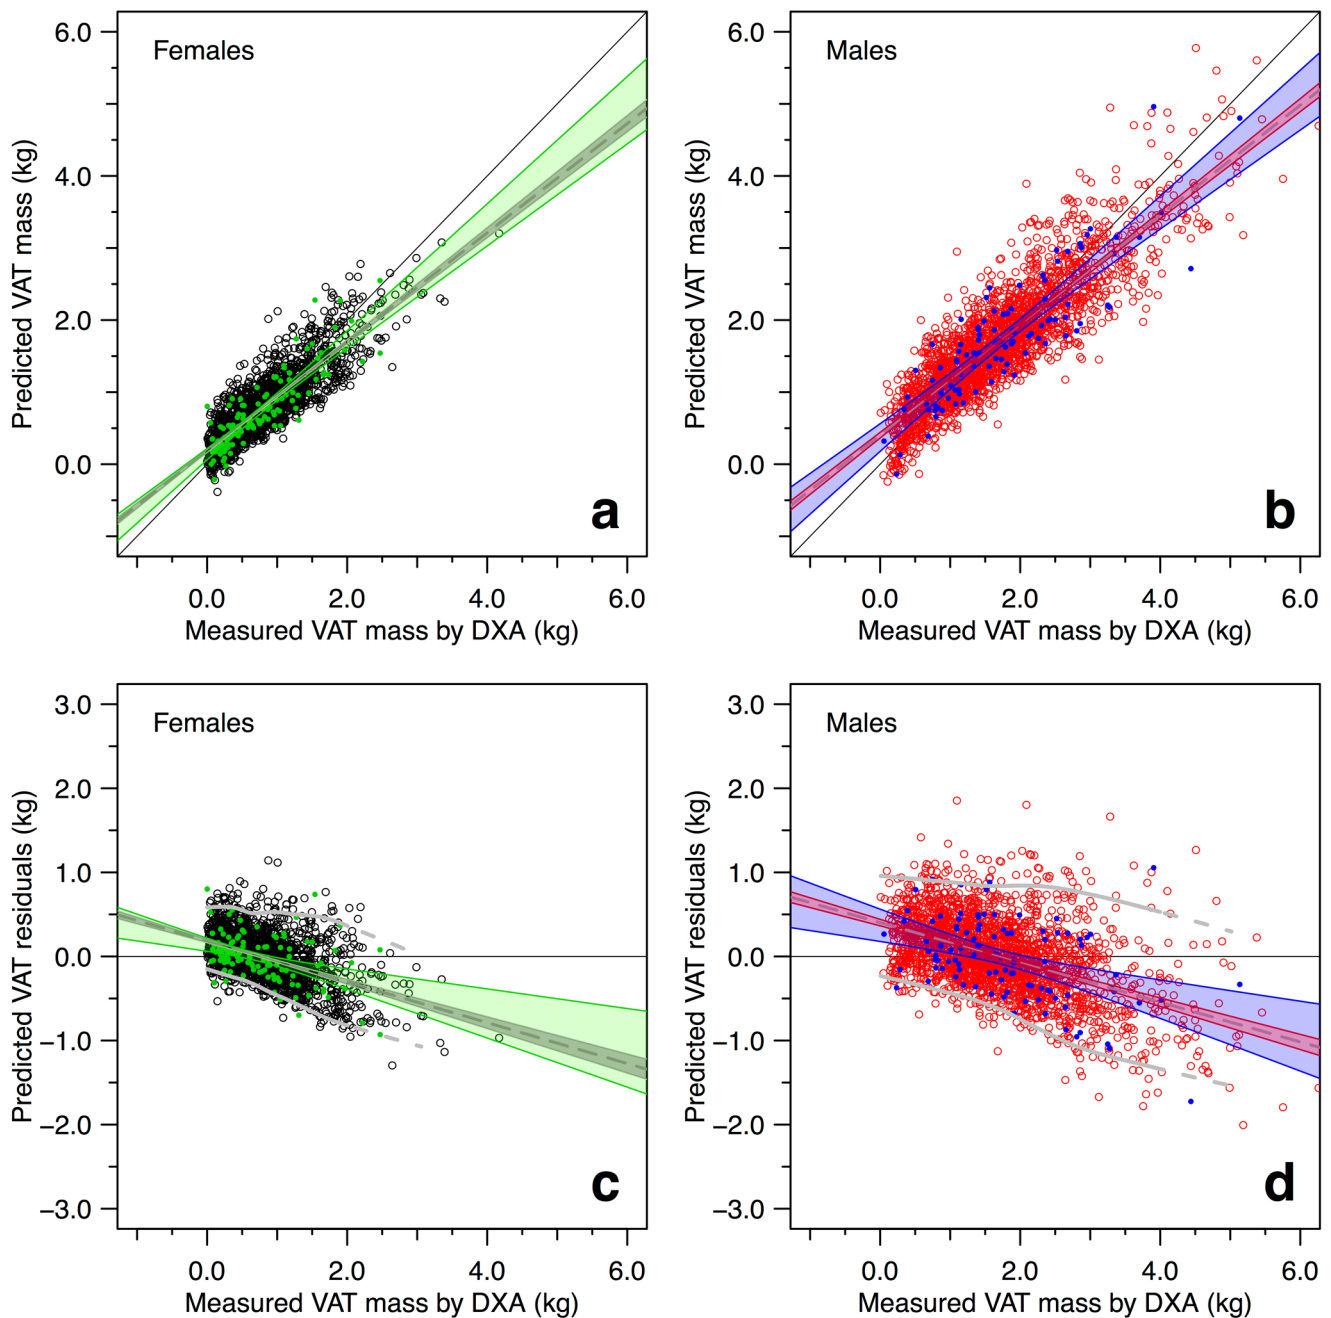 Females
6.0
4.0
2.0
0.0
Predicted VAT mass (kg)
a
0.0 2.0 4.0 6.0
Measured VAT mass by DXA (kg)
Males
6.0
4.0
2.0
0.0
Predicted VAT mass (kg)
b
0.0 2.0 4.0 6.0
Measured VAT mass by DXA (kg)
Females
3.0
2.0
1.0
0.0
−1.0
−2.0
−3.0
Predicted VAT residuals (kg)
c
0.0 2.0 4.0 6.0
Measured VAT mass by DXA (kg)
Males
3.0
2.0
1.0
0.0
−1.0
−2.0
−3.0
Predicted VAT residuals (kg)
d
0.0 2.0 4.0 6.0
Measured VAT mass by DXA (kg)